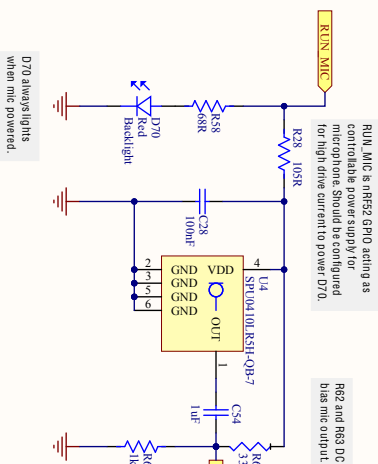 RUN_MIC
RUN_MIC is nRF52 GPIO acting as
controllable power supply for
microphone. Should be configured
for high drive current to power D70.
R28 105R
R58
68R
D70
Red
Backlight
D70 always lights
when mic powered.
C28
100nF
U4
SPU0410LR5H-QB-7
4
VDD
2
GND
3
GND
5
GND
6
GND
OUT
1
C54
1uF
R62 and R63 DC
bias mic output.